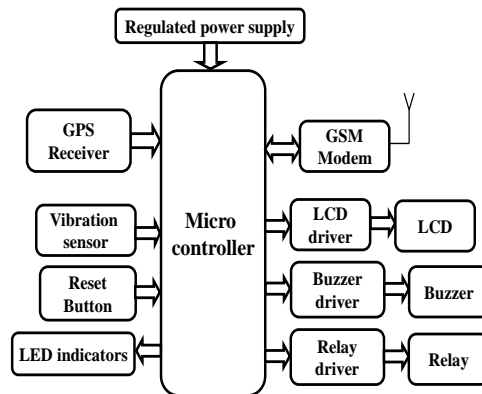 Regulated power supply
GPS
Receiver
GSM
Modem
Vibration
sensor
Micro
controller
LCD
driver
LCD
Reset
Button
Buzzer
driver
Buzzer
LED indicators
Relay
driver
Relay